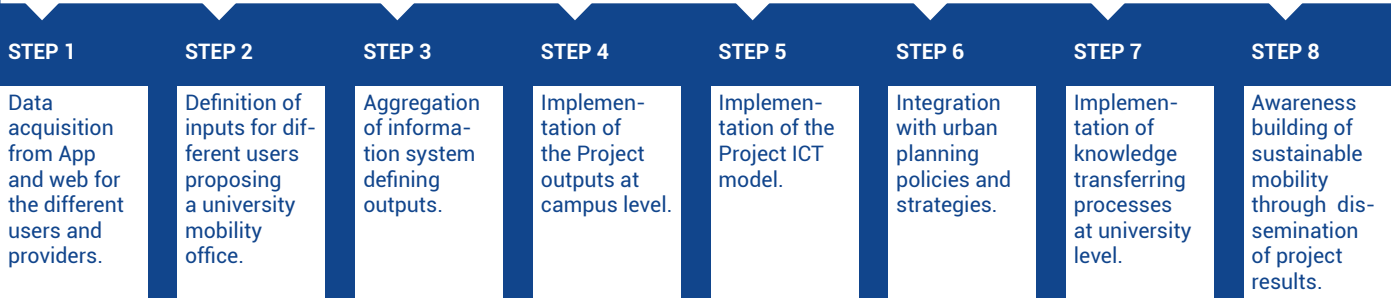 STEP 1
Data
acquisition
from App
and web for
the different
users and
providers.
STEP 2
Definition of
inputs for dif-
ferent users
proposing
a university
mobility
office.
STEP 3
Aggregation
of informa-
tion system
defining
outputs.
STEP 4
Implemen-
tation of
the Project
outputs at
campus level.
STEP 5
Implemen-
tation of the
Project ICT
model.
STEP 6
Integration
with urban
planning
policies and
strategies.
STEP 7
Implemen-
tation of
knowledge
transferring
processes
at university
level.
STEP 8
Awareness
building of
sustainable
mobility
through  dis-
semination
of project
results.